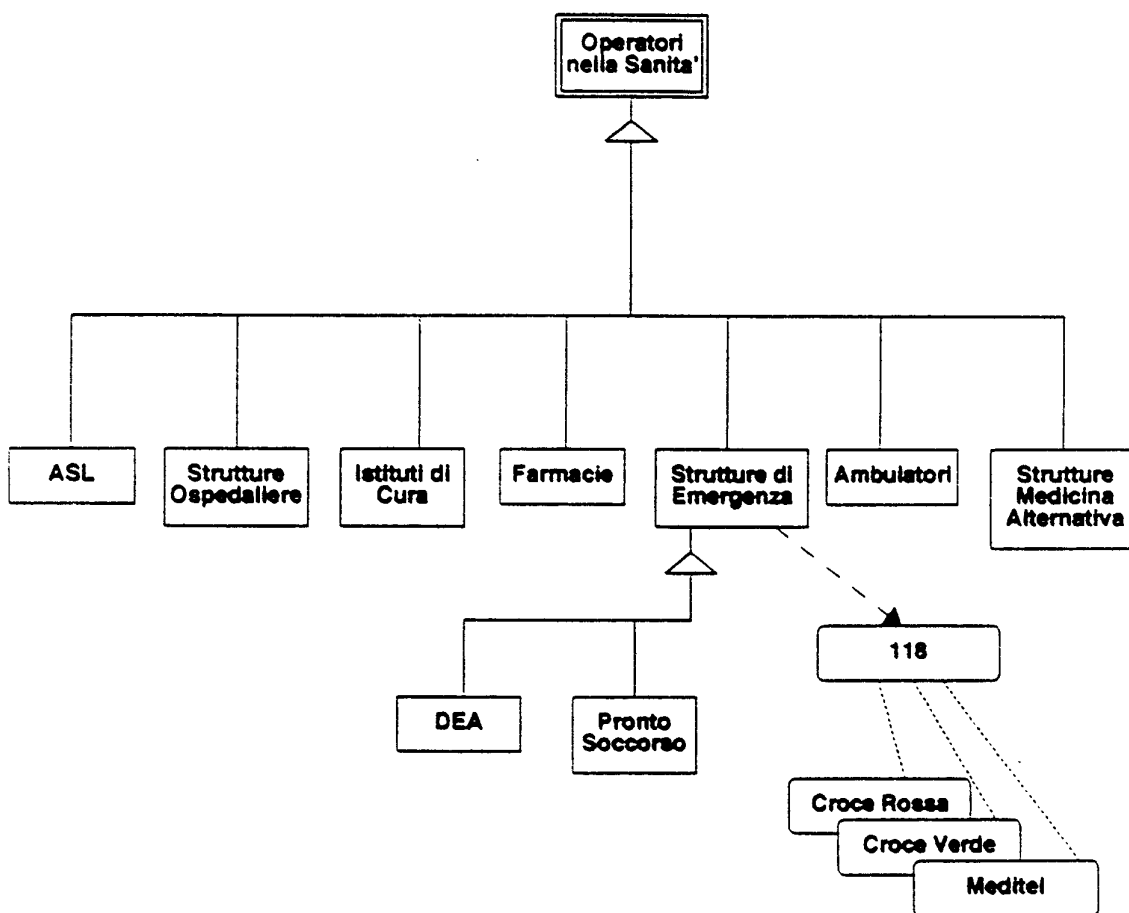 Operatori
nella Sanita'
ASL
Strutture
Ospedaliere
Istituti di
Cura
Farmacie
Strutture di
Emergenza
Ambulatori
Strutture
Medicina
Alternativa
118
DEA
Pronto
Soccorso
Croce Rossa
Croce Verde
Meditel